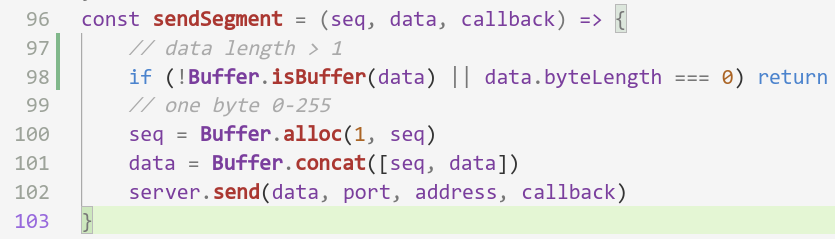 96 const sendSegment = (seq, data, callback) => {
97 // data length > 1
98 if (!Buffer.isBuffer(data) || data.byteLength === 0) return
99 // one byte 0-255
100 seq = Buffer.alloc(1, seq)
101 data = Buffer.concat([seq, data])
102 server.send(data, port, address, callback)
103 }